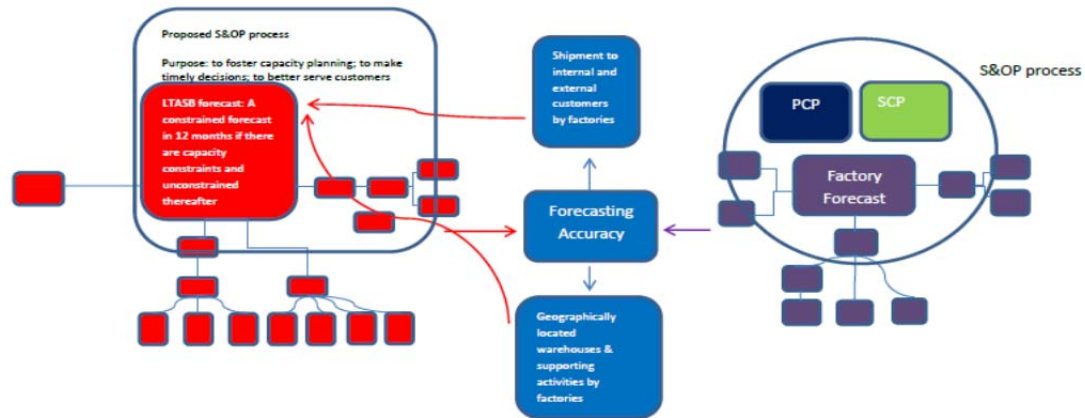 Proposed S&OP process
Purpose: to foster capacity planning; to make
timely decisions; to better serve customers
LTASB forecast: A
constrained forecast
in 12 months if there
are capacity
constraints and
unconstrained
thereafter
Shipment to
internal and
external
customers
by factories
Forecasting
Accuracy
Geographically
located
warehouses &
supporting
activities by
factories
S&OP process
PCP
SCP
Factory
Forecast